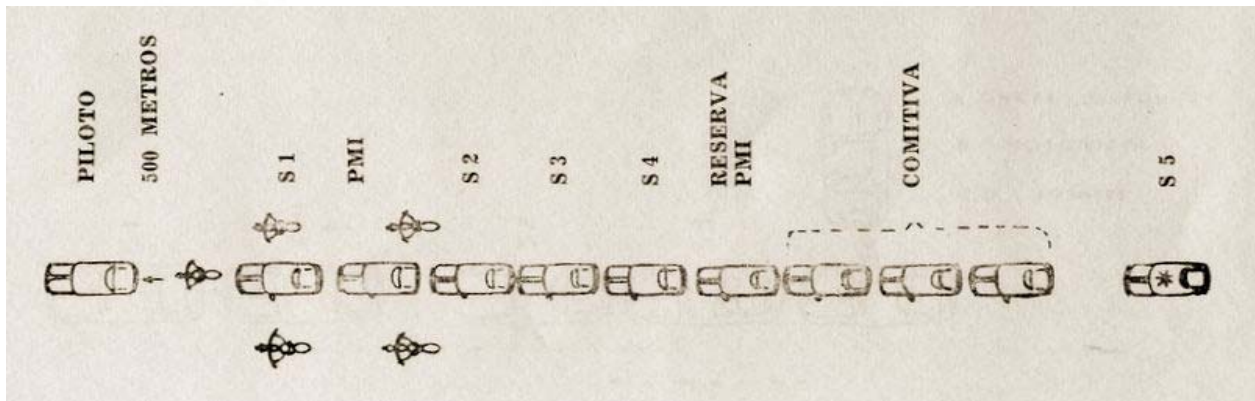 PILOTO
500 METROS
S 1
PMI
S 2
S 3
S 4
RESERVA
PMI
COMITIVA
S 5